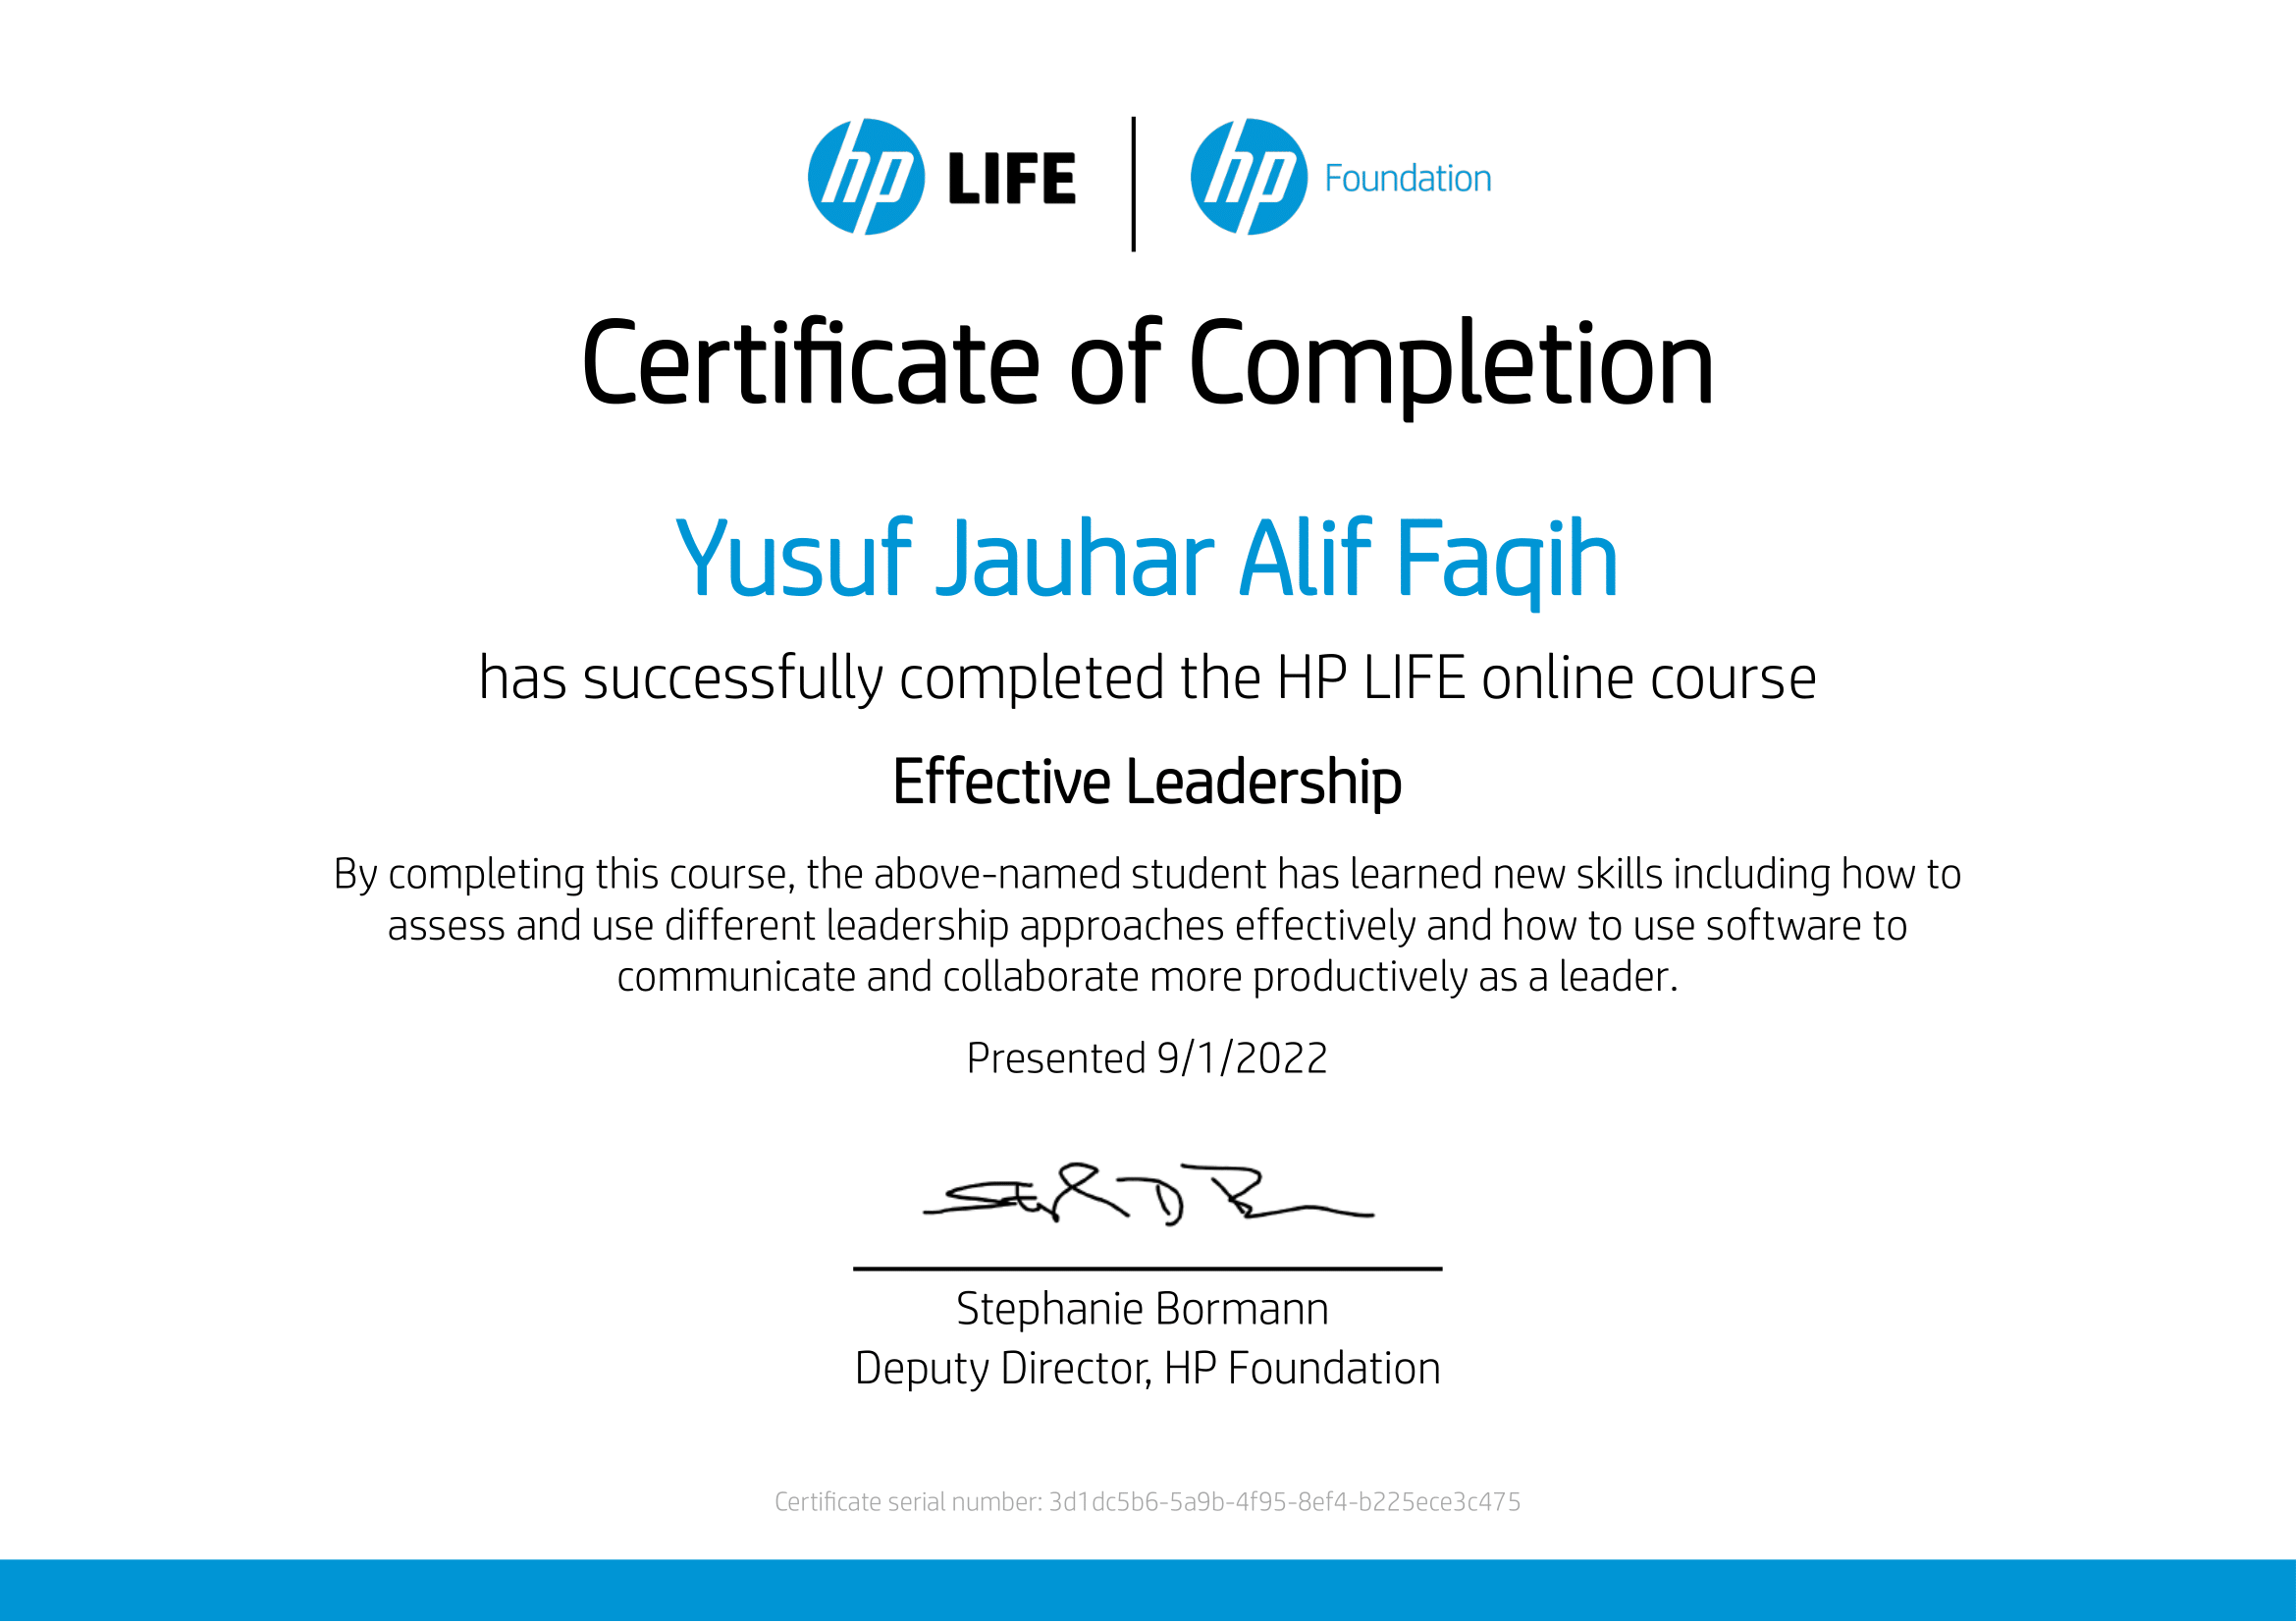 hp LIFE | hp Foundation
Certificate of Completion
Yusuf Jauhar Alif Faqih
has successfully completed the HP LIFE online course
Effective Leadership
By completing this course, the above-named student has learned new skills including how to
assess and use different leadership approaches effectively and how to use software to
communicate and collaborate more productively as a leader.
Presented 9/1/2022
Stephanie Bormann
Deputy Director, HP Foundation
Certificate serial number: 3d1dc5b6-5a9b-4f95-8ef4-b225ece3c475